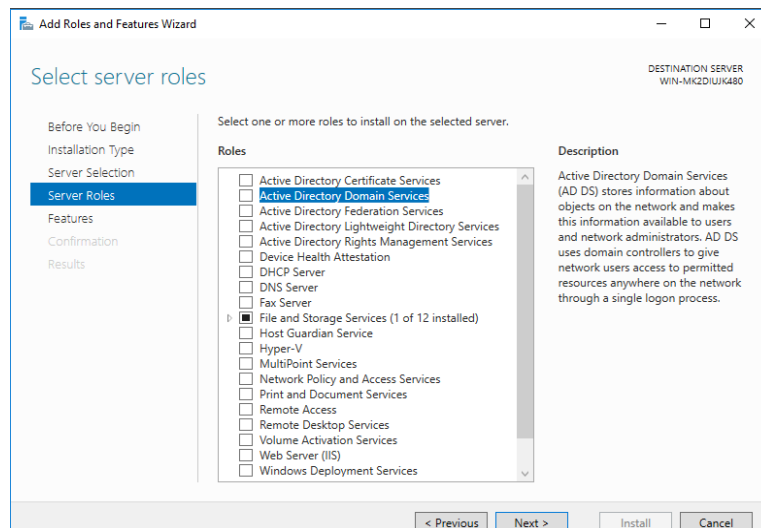 Add Roles and Features Wizard
Select server roles
DESTINATION SERVER
WIN-MK2DIUJK480
Before You Begin
Installation Type
Server Selection
Server Roles
Features
Confirmation
Results
Select one or more roles to install on the selected server.
Roles
Active Directory Certificate Services
Active Directory Domain Services
Active Directory Federation Services
Active Directory Lightweight Directory Services
Active Directory Rights Management Services
Device Health Attestation
DHCP Server
DNS Server
Fax Server
File and Storage Services (1 of 12 installed)
Host Guardian Service
Hyper-V
MultiPoint Services
Network Policy and Access Services
Print and Document Services
Remote Access
Remote Desktop Services
Volume Activation Services
Web Server (IIS)
Windows Deployment Services
Description
Active Directory Domain Services
(AD DS) stores information about
objects on the network and makes
this information available to users
and network administrators. AD DS
uses domain controllers to give
network users access to permitted
resources anywhere on the network
through a single logon process.
< Previous
Next >
Install
Cancel